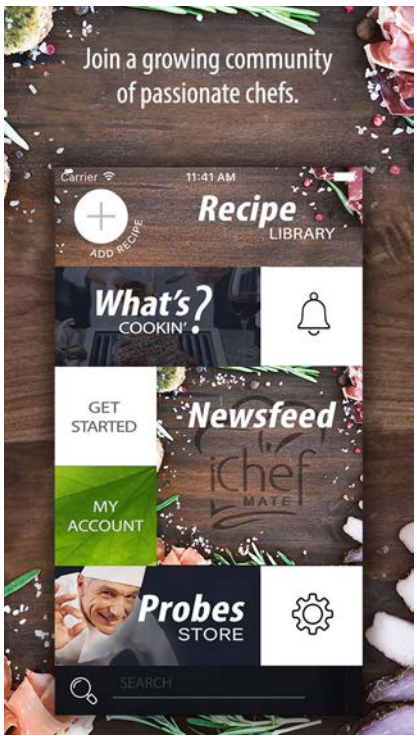 Join a growing community
of passionate chefs.
Carrier 11:41 AM
ADD RECIPE
Recipe
LIBRARY
What's?
COOKIN'
GET
STARTED
Newsfeed
iChef
MATE
MY
ACCOUNT
Probes
STORE
SEARCH